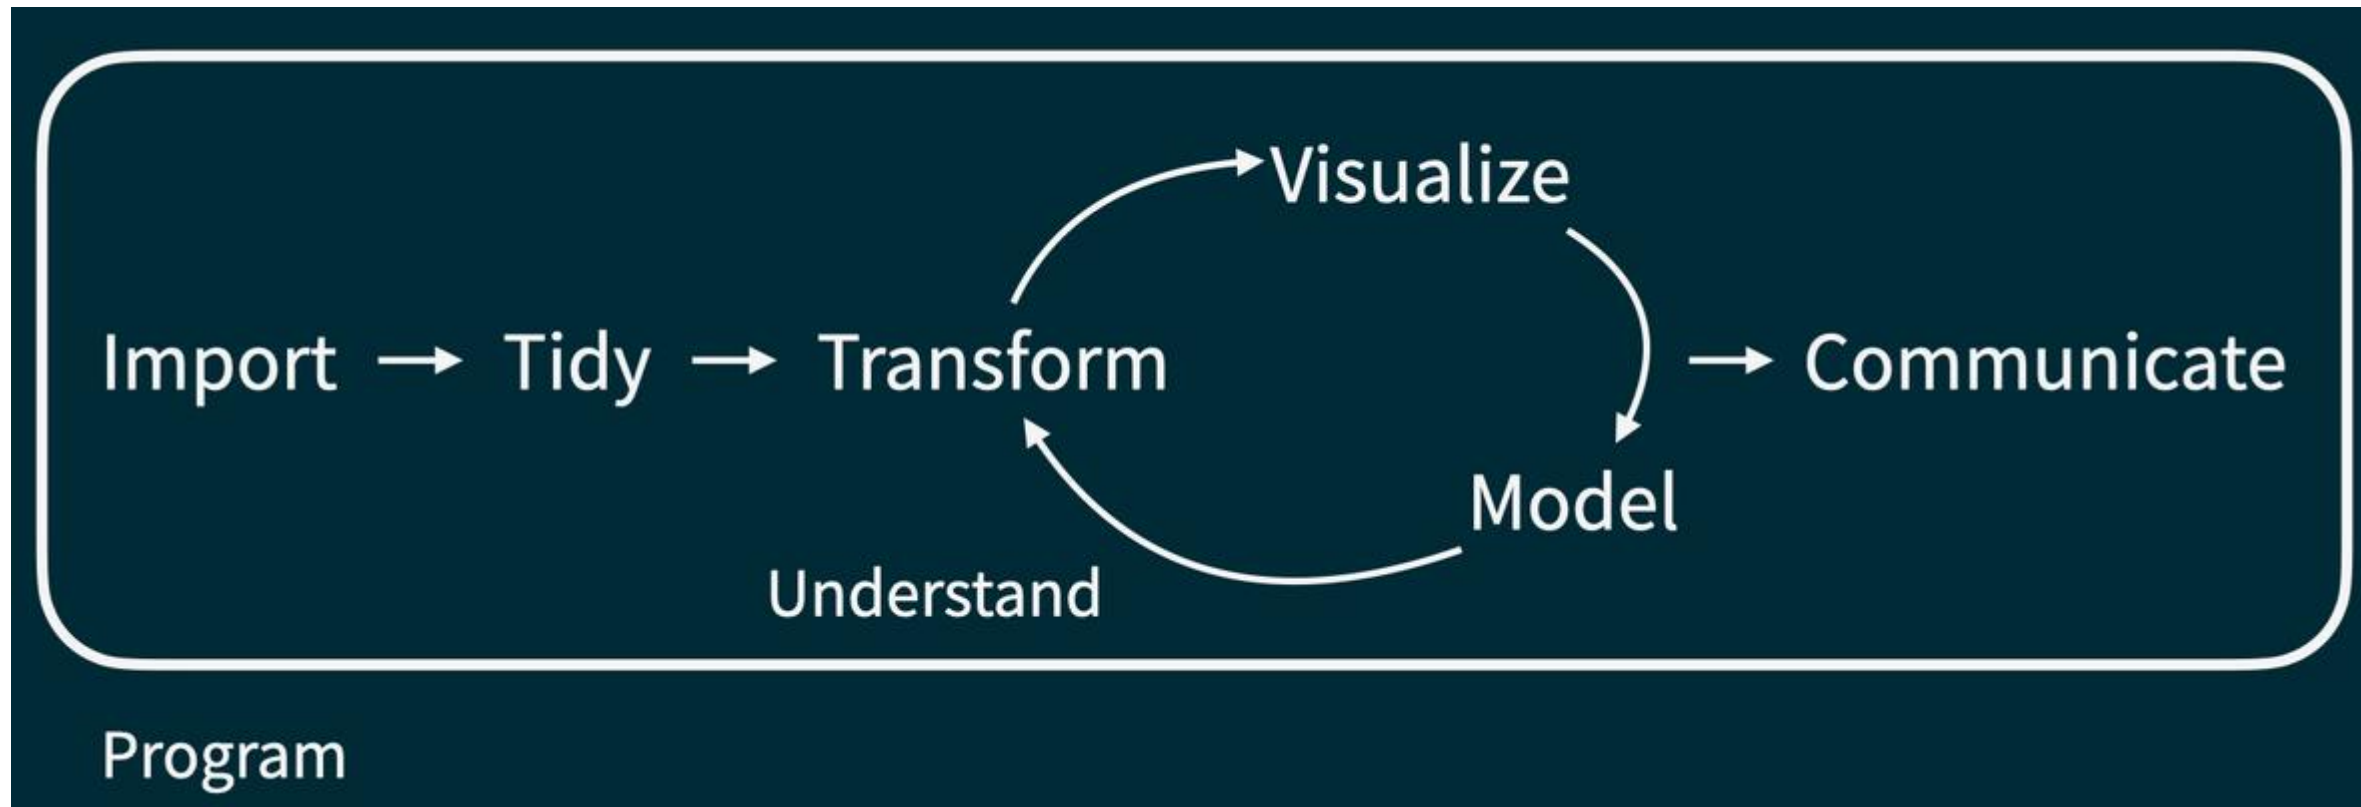 Visualize
Import → Tidy → Transform → Communicate
Model
Understand
Program